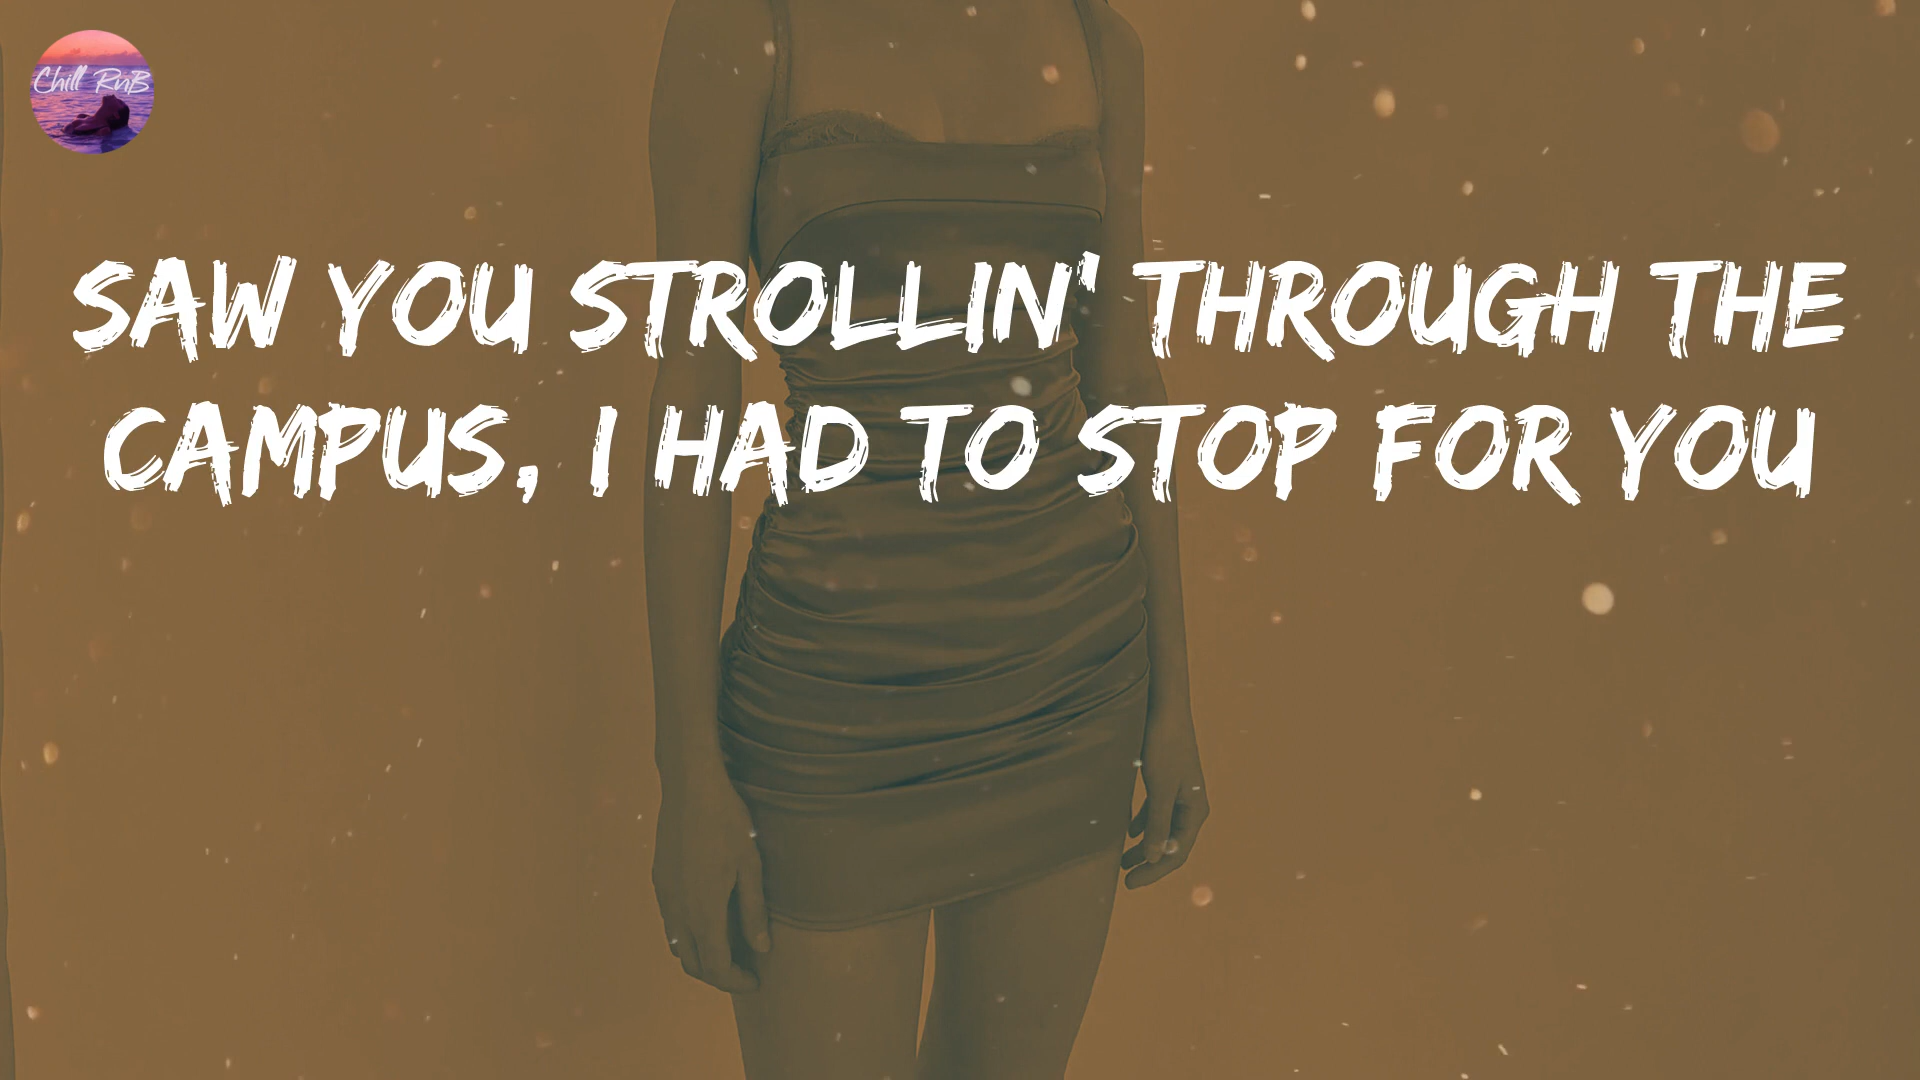 Chill RnB
SAW YOU STROLLIN' THROUGH THE
CAMPUS, I HAD TO STOP FOR YOU